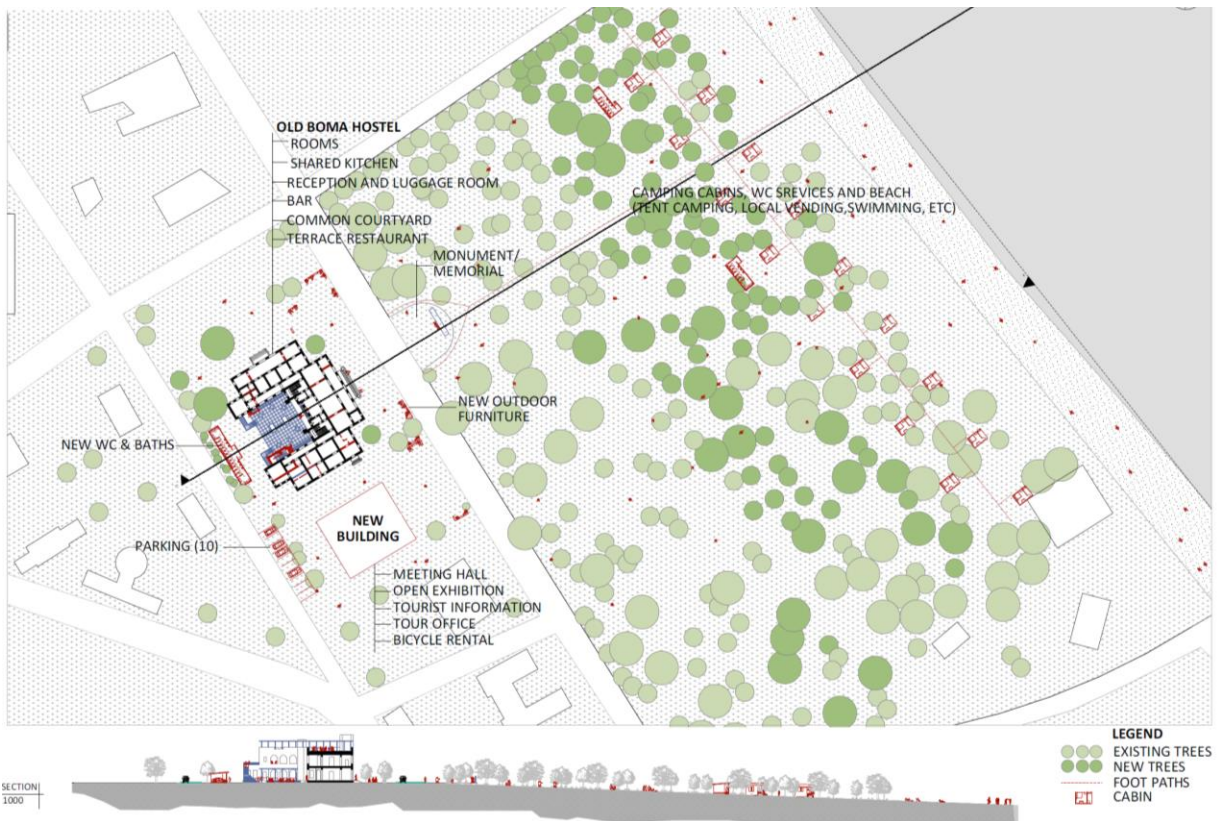 OLD BOMA HOSTEL
ROOMS
SHARED KITCHEN
RECEPTION AND LUGGAGE ROOM
BAR
COMMON COURTYARD
TERRACE RESTAURANT
MONUMENT/
MEMORIAL
CAMPING CABINS, WC SREVICES AND BEACH
(TENT CAMPING, LOCAL VENDING,SWIMMING, ETC)
NEW OUTDOOR
FURNITURE
NEW WC & BATHS
NEW
BUILDING
PARKING (10)
MEETING HALL
OPEN EXHIBITION
TOURIST INFORMATION
TOUR OFFICE
BICYCLE RENTAL
LEGEND
EXISTING TREES
NEW TREES
FOOT PATHS
CABIN
SECTION
1000